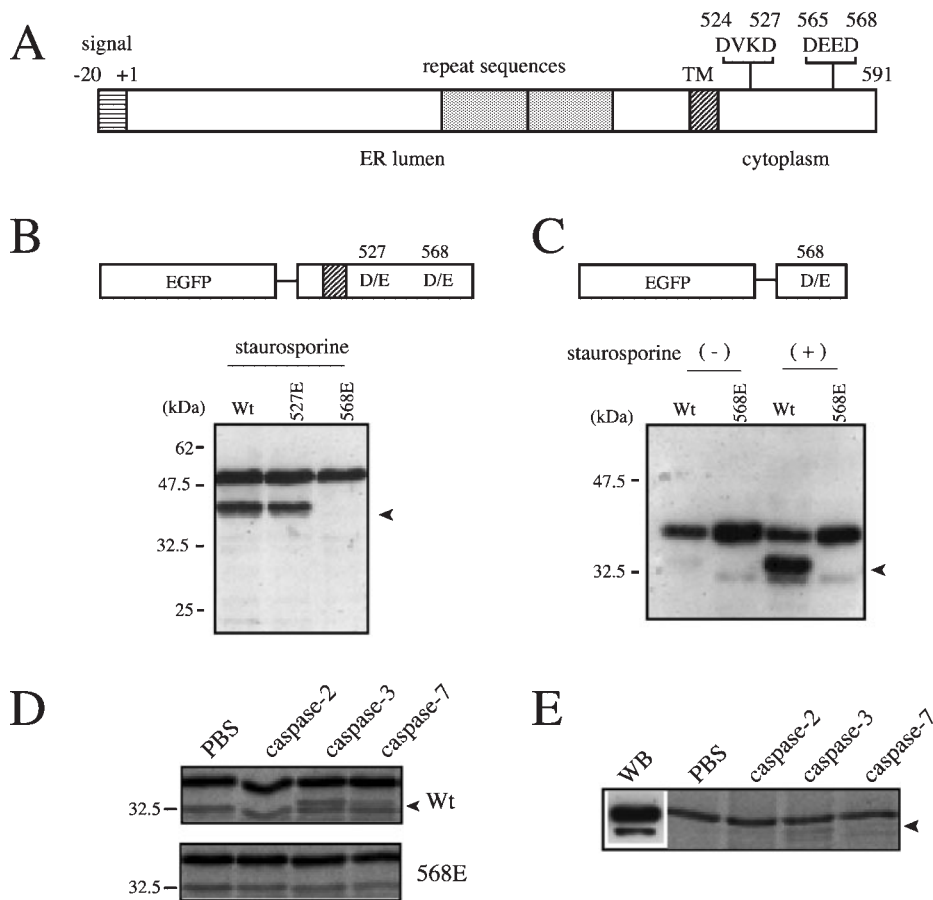 A
signal
-20 +1
repeat sequences
TM
524 527
DVKD
565 568
DEED
591
ER lumen
cytoplasm
B
527 568
EGFP
D/E D/E
staurosporine
(kDa)
Wt
527E
568E
62
47.5
32.5
25
C
568
EGFP
D/E
staurosporine (-) (+)
(kDa)
Wt
568E
Wt
568E
47.5
32.5
D
PBS
caspase-2
caspase-3
caspase-7
32.5
Wt
32.5
568E
E
WB
PBS
caspase-2
caspase-3
caspase-7